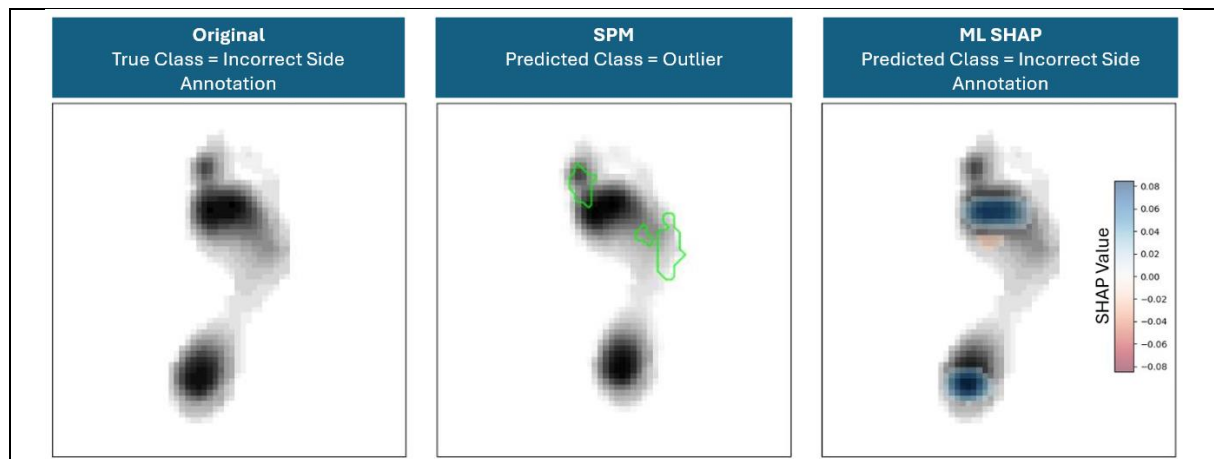 Original
True Class = Incorrect Side
Annotation
SPM
Predicted Class = Outlier
ML SHAP
Predicted Class = Incorrect Side
Annotation
SHAP Value
0.08
0.06
0.04
0.02
0.00
−0.02
−0.04
−0.06
−0.08